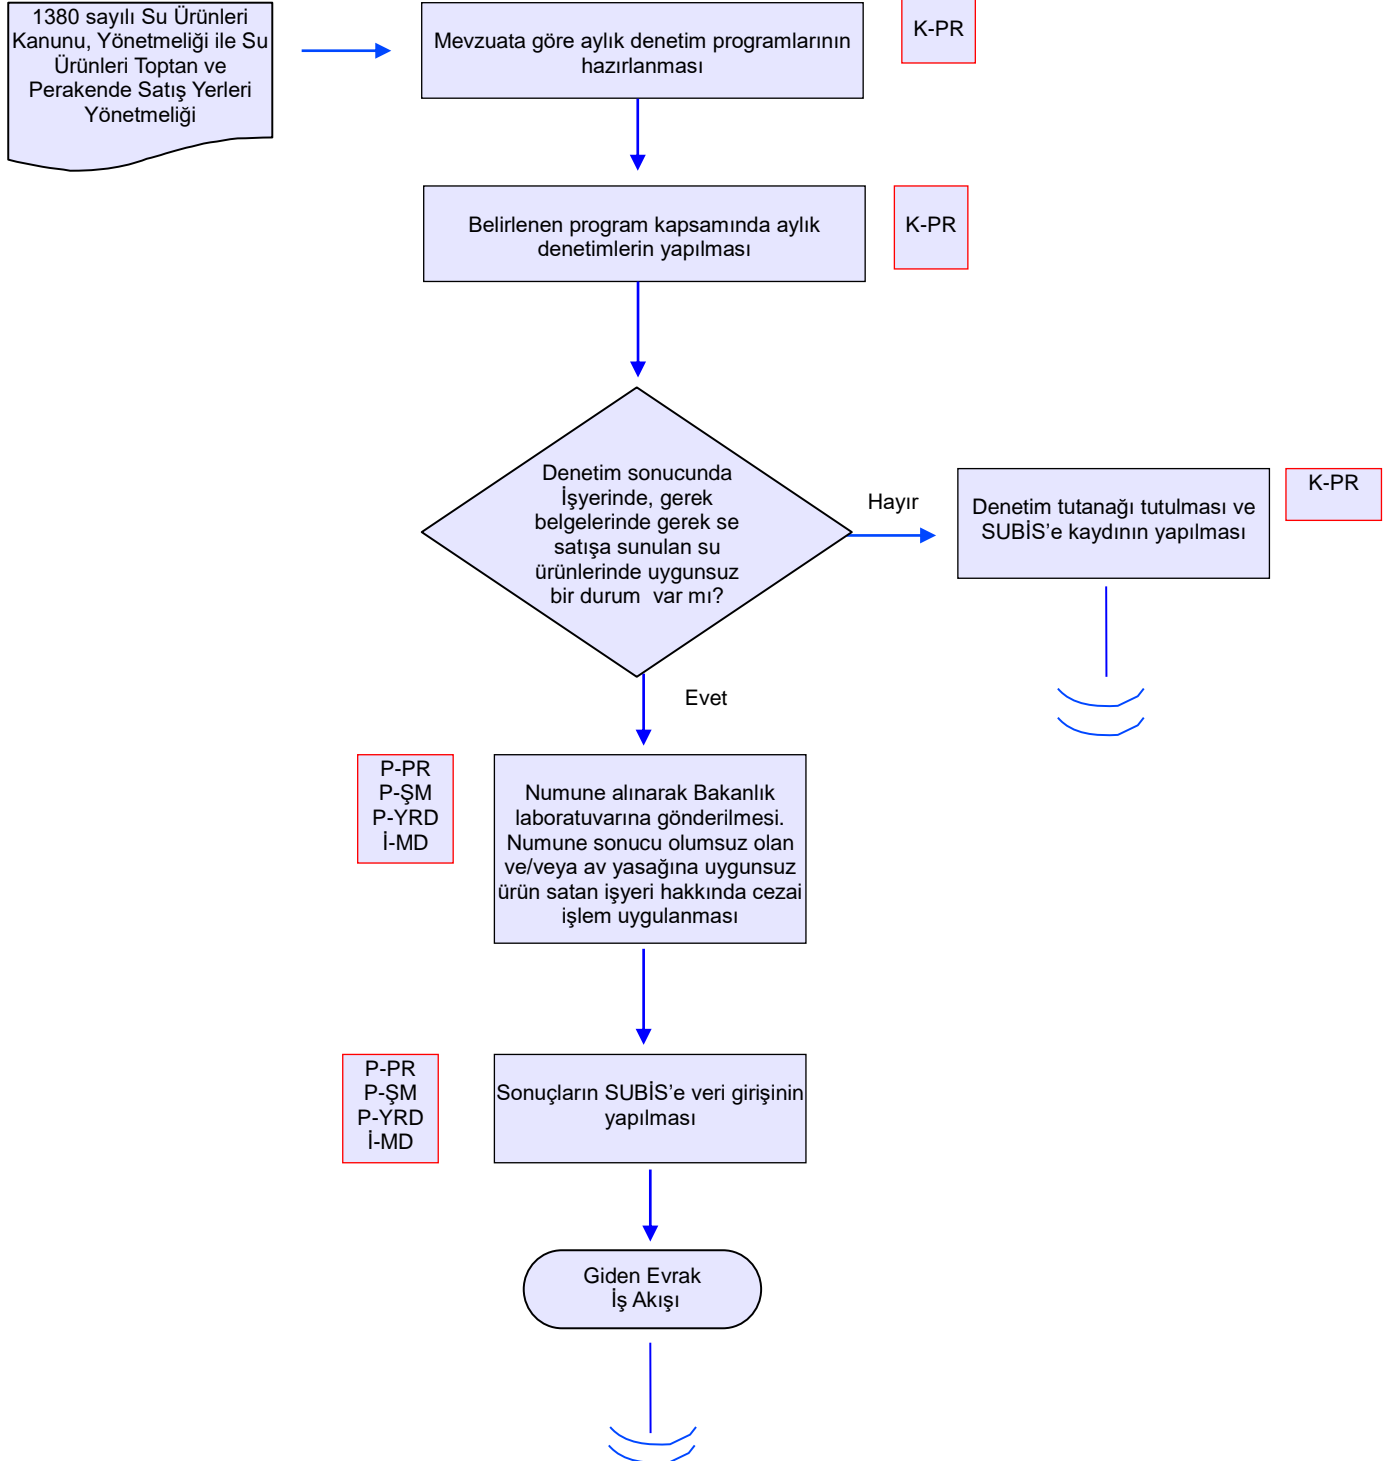 1380 sayılı Su Ürünleri
Kanunu, Yönetmeliği ile Su
Ürünleri Toptan ve
Perakende Satış Yerleri
Yönetmeliği
Mevzuata göre aylık denetim programlarının
hazırlanması
K-PR
Belirlenen program kapsamında aylık
denetimlerin yapılması
K-PR
Denetim sonucunda
İşyerinde, gerek
belgelerinde gerek se
satışa sunulan su
ürünlerinde uygunsuz
bir durum  var mı?
Hayır
Denetim tutanağı tutulması ve
SUBİS’e kaydının yapılması
K-PR
Evet
P-PR
P-ŞM
P-YRD
İ-MD
Numune alınarak Bakanlık
laboratuvarına gönderilmesi.
Numune sonucu olumsuz olan
ve/veya av yasağına uygunsuz
ürün satan işyeri hakkında cezai
işlem uygulanması
P-PR
P-ŞM
P-YRD
İ-MD
Sonuçların SUBİS’e veri girişinin
yapılması
Giden Evrak
İş Akışı